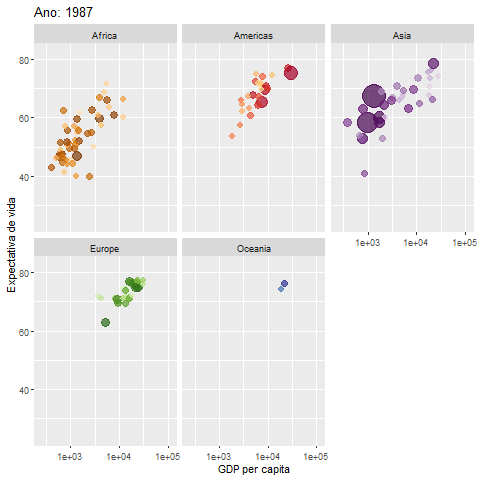 Ano: 1987
Africa
Americas
Asia
80
60
40
1e+03 1e+04 1e+05
Europe
Oceania
80
60
40
1e+03 1e+04 1e+05
1e+03 1e+04 1e+05
Expectativa de vida
GDP per capita